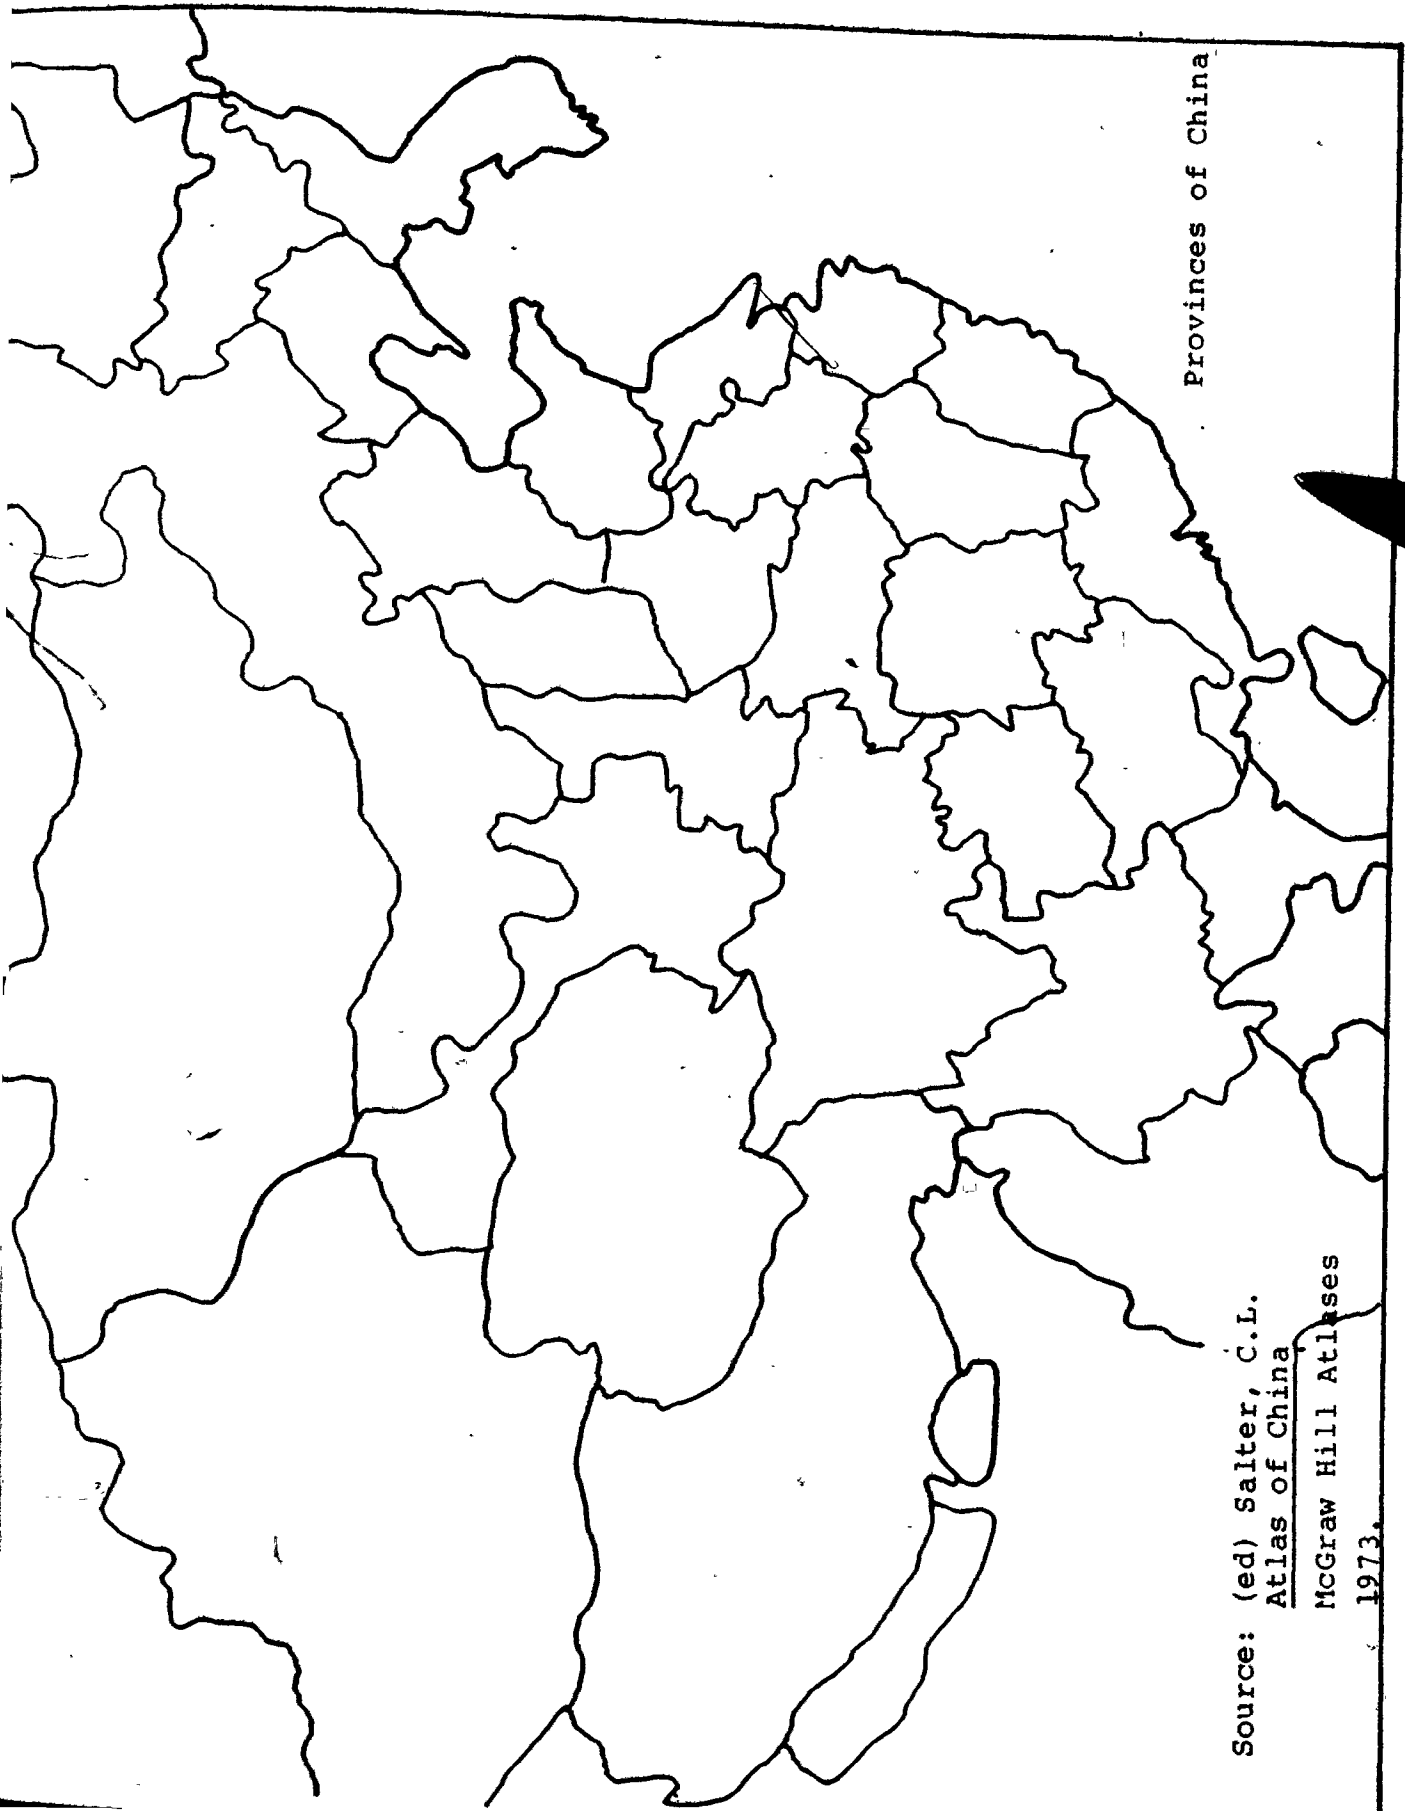 Provinces of China
Source: (ed) Salter, C.L.
Atlas of China
McGraw Hill Atlases
1973.